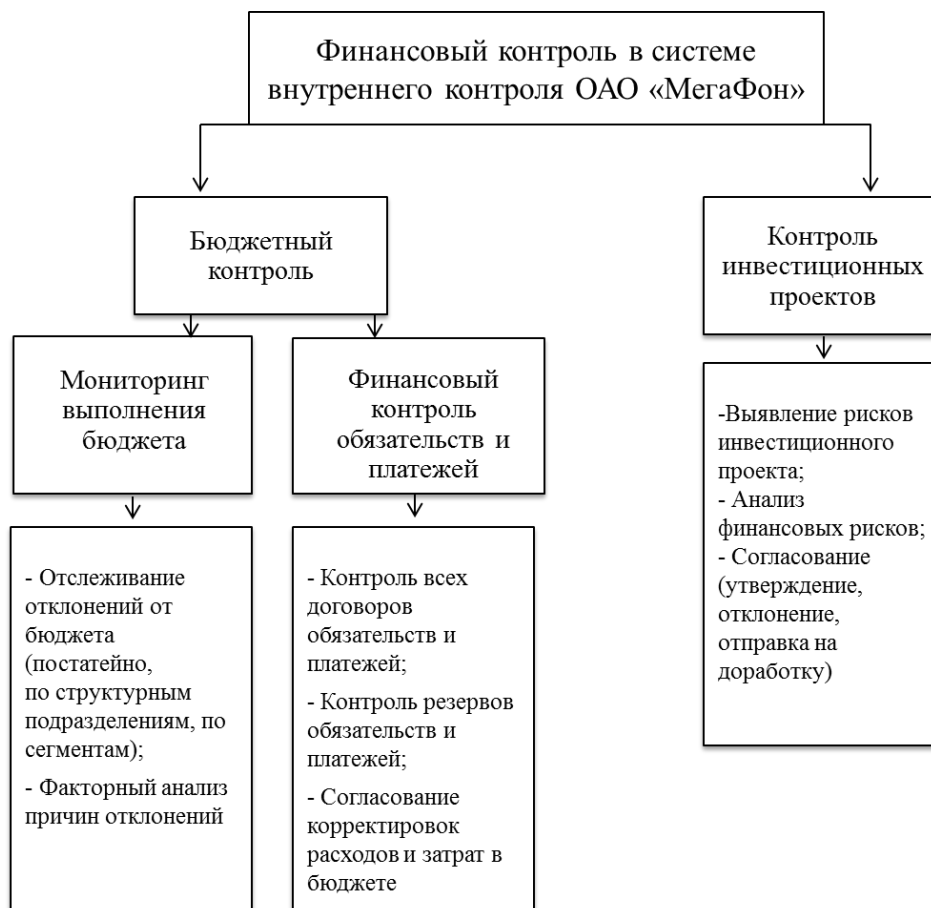 Финансовый контроль в системе
внутреннего контроля ОАО «МегаФон»
Бюджетный
контроль
Контроль
инвестиционных
проектов
Мониторинг
выполнения
бюджета
Финансовый
контроль
обязательств и
платежей
- Отслеживание
отклонений от
бюджета
(постатейно,
по структурным
подразделениям, по
сегментам);
- Факторный анализ
причин отклонений
- Контроль всех
договоров
обязательств и
платежей;
- Контроль резервов
обязательств и
платежей;
- Согласование
корректировок
расходов и затрат в
бюджете
-Выявление рисков
инвестиционного
проекта;
- Анализ
финансовых рисков;
- Согласование
(утверждение,
отклонение,
отправка на
доработку)